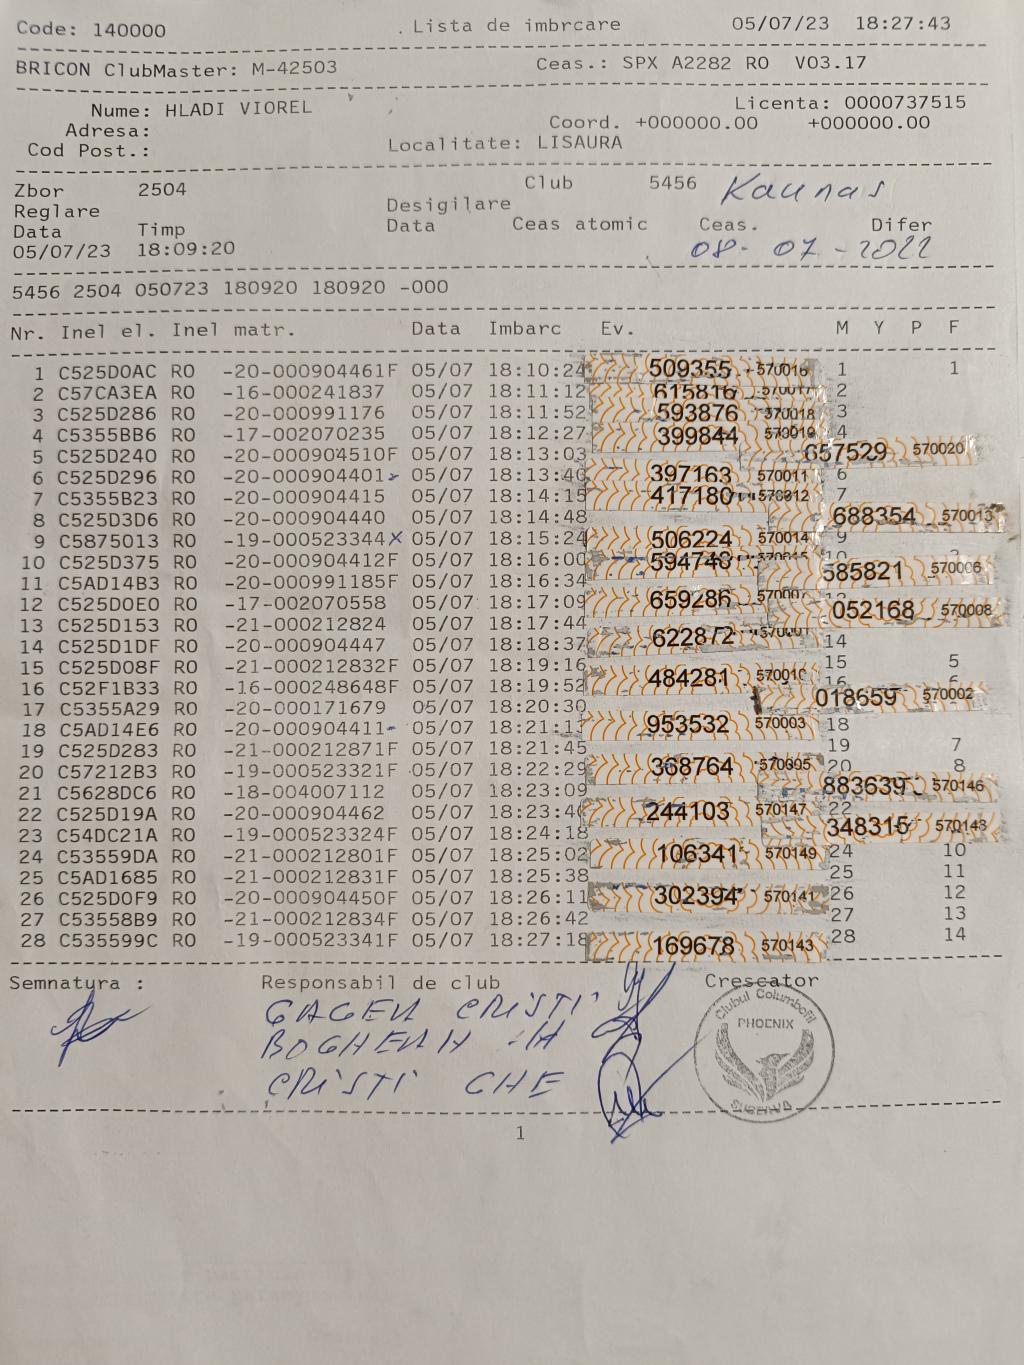 Code: 140000 Lista de imbrcare 05/07/23 18:27:43
BRICON ClubMaster: M-42503 Ceas.: SPX A2282 RO V03.17
Nume: HLADI VIOREL Licenta: 0000737515
Adresa: Coord. +000000.00 +000000.00
Cod Post.: Localitate: LISAURA
Zbor 2504 Club 5456 Kaunas
Reglare Desigilare
Data Timp Data Ceas atomic Ceas. Difer
05/07/23 18:09:20 08-07-2022
5456 2504 050723 180920 180920 -000
Nr. Inel el. Inel matr. Data Imbarc Ev. M Y P F
1 C525D0AC RO -20-000904461F 05/07 18:10:24 509355 570016 1 1
2 C57CA3EA RO -16-000241837 05/07 18:11:12 615816 570017 2
3 C525D286 RO -20-000991176 05/07 18:11:52 593876 570018 3
4 C5355BB6 RO -17-002070235 05/07 18:12:27 399844 570019 4
5 C525D240 RO -20-000904510F 05/07 18:13:03 657529 570020
6 C525D296 RO -20-000904401 05/07 18:13:40 397163 570011 6
7 C5355B23 RO -20-000904415 05/07 18:14:15 417180 570012 7
8 C525D3D6 RO -20-000904440 05/07 18:14:48 688354 570013
9 C5875013 RO -19-000523344 x 05/07 18:15:24 506224 570014 9
10 C525D375 RO -20-000904412F 05/07 18:16:00 594748 570015 10
11 C5AD14B3 RO -20-000991185F 05/07 18:16:34 585821 570006
12 C525D0E0 RO -17-002070558 05/07 18:17:09 659286 570007 12
13 C525D153 RO -21-000212824 05/07 18:17:44 052168 570008
14 C525D1DF RO -20-000904447 05/07 18:18:37 622872 14
15 C525D08F RO -21-000212832F 05/07 18:19:16 15 5
16 C52F1B33 RO -16-000248648F 05/07 18:19:52 484281 570010 16 6
17 C5355A29 RO -20-000171679 05/07 18:20:30 018659 570002
18 C5AD14E6 RO -20-000904411 05/07 18:21:11 953532 570003 18
19 C525D283 RO -21-000212871F 05/07 18:21:45 19 7
20 C57212B3 RO -19-000523321F 05/07 18:22:29 368764 570005 20 8
21 C5628DC6 RO -18-004007112 05/07 18:23:09 883639 570146
22 C525D19A RO -20-000904462 05/07 18:23:46 244103 570147 22
23 C54DC21A RO -19-000523324F 05/07 18:24:18 348315 570148
24 C53559DA RO -21-000212801F 05/07 18:25:02 106341 570149 24 10
25 C5AD1685 RO -21-000212831F 05/07 18:25:38 25 11
26 C525D0F9 RO -20-000904450F 05/07 18:26:11 302394 570141 26 12
27 C53558B9 RO -21-000212834F 05/07 18:26:42 27 13
28 C535599C RO -19-000523341F 05/07 18:27:18 169678 570143 28 14
Semnatura : Responsabil de club Crescator
CRISTI
CRISTI CHE
Clubul Columbofil
PHOENIX
SUCEAVA
1